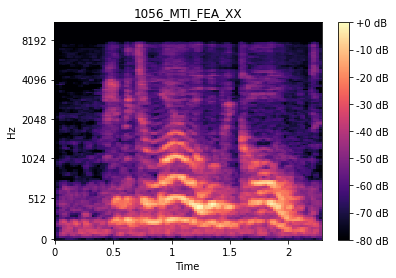 1056_MTI_FEA_XX
+0 dB
8192
-10 dB
4096
-20 dB
-30 dB
2048
Hz
-40 dB
1024
-50 dB
512
-60 dB
-70 dB
0
-80 dB
0 0.5 1 1.5 2
Time